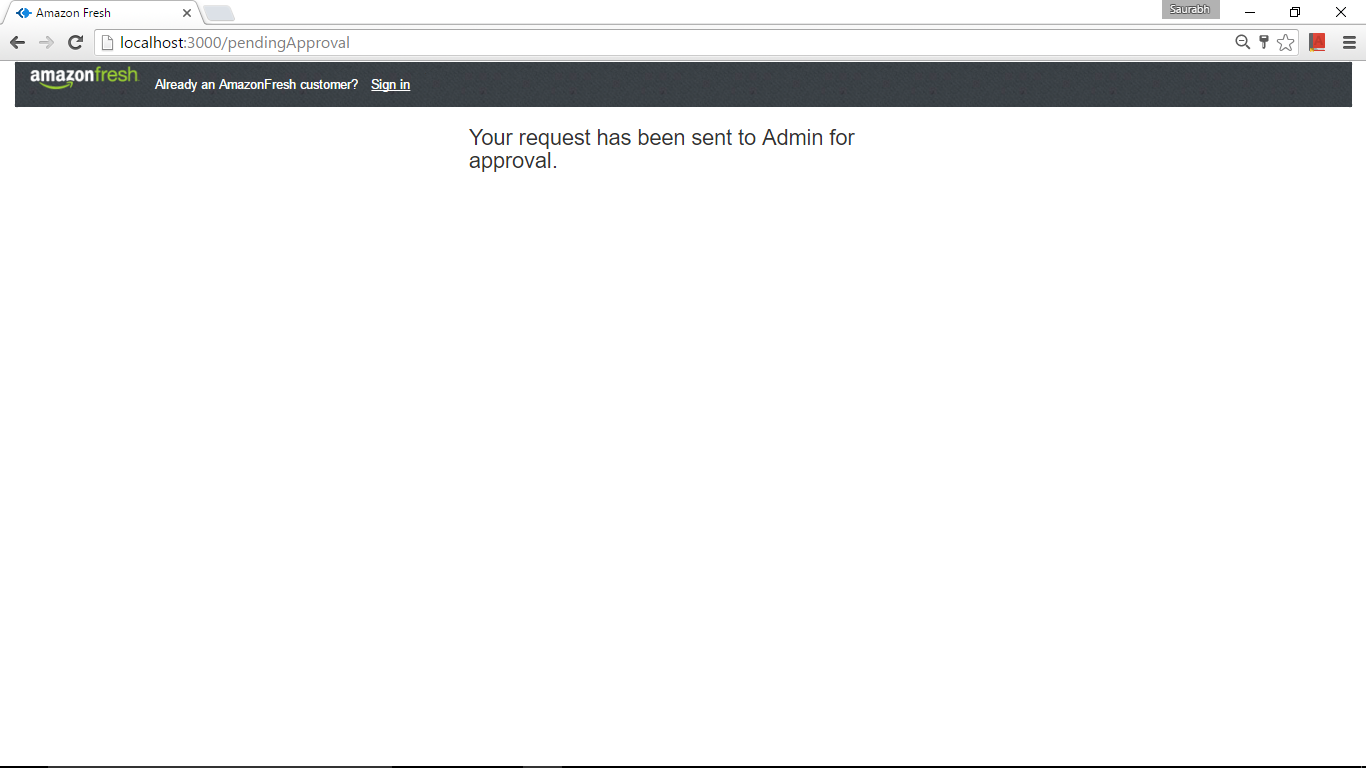 Amazon Fresh
Saurabh
localhost:3000/pendingApproval
amazonfresh
Already an AmazonFresh customer? Sign in
Your request has been sent to Admin for
approval.